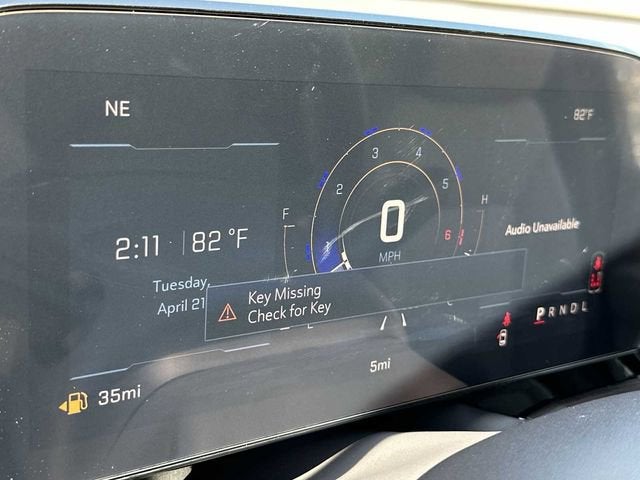 NE
82°F
3 4
2 5
F H
2:11 82 °F
0
6
MPH
Audio Unavailable
Tuesday,
April 21
Key Missing
Check for Key
PRNDL
5mi
35mi